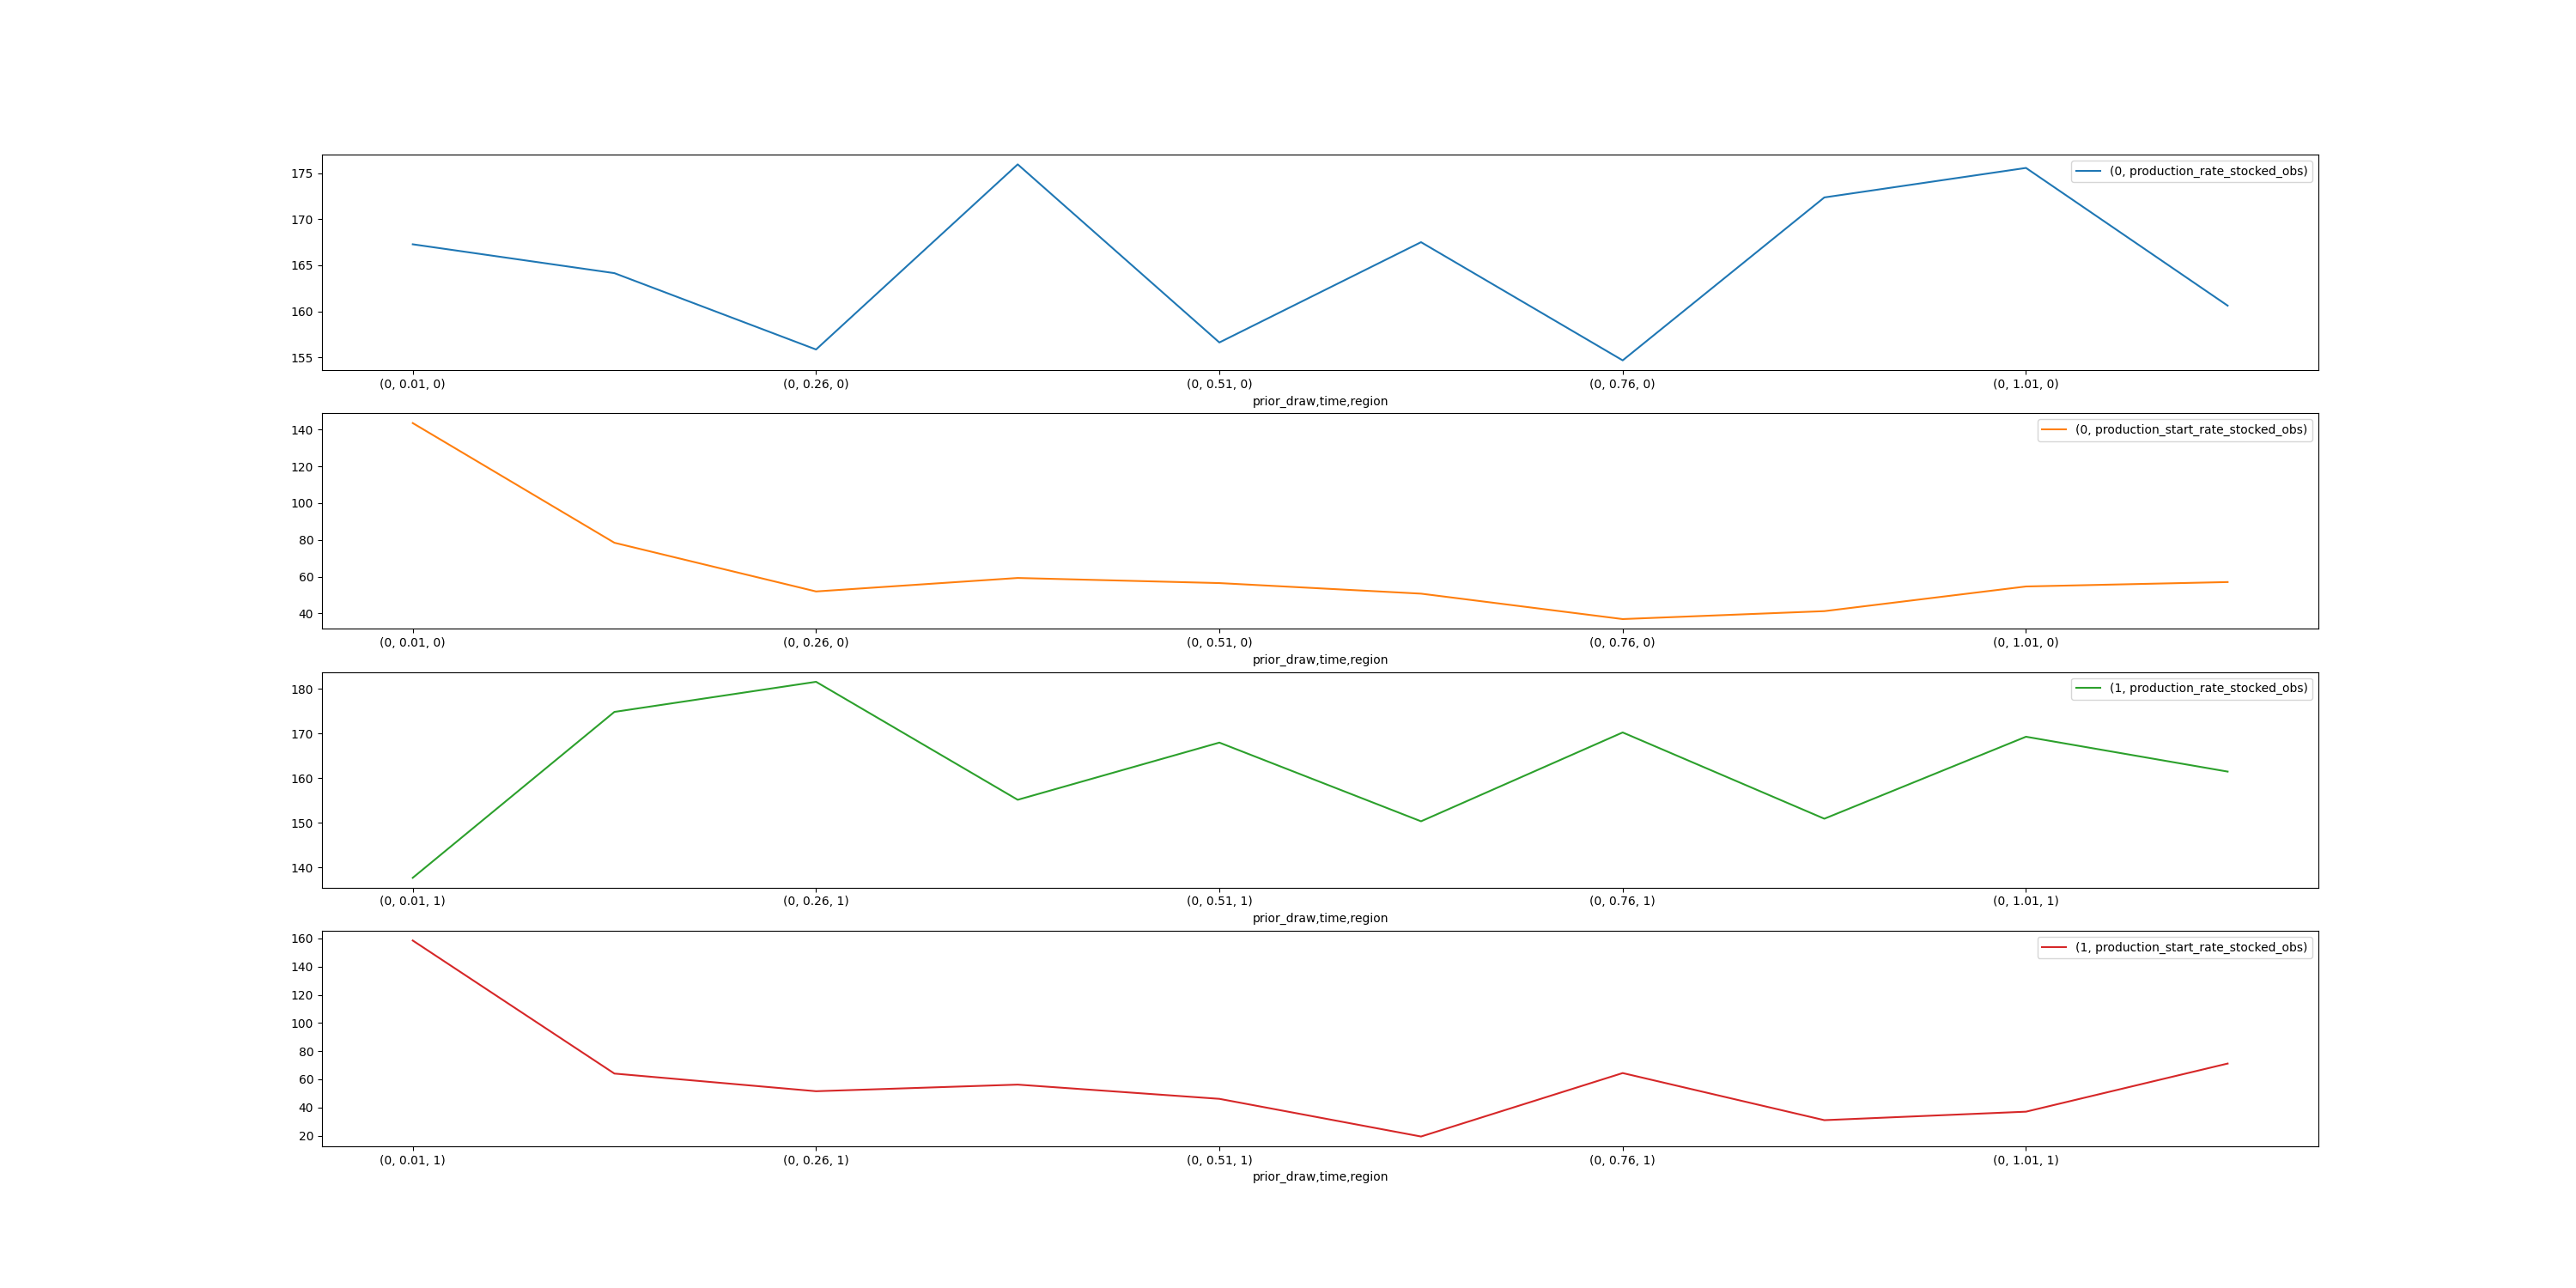 175
170
165
160
155
(0, production_rate_stocked_obs)
(0, 0.01, 0) (0, 0.26, 0) (0, 0.51, 0) (0, 0.76, 0) (0, 1.01, 0)
prior_draw,time,region
140
120
100
80
60
40
(0, production_start_rate_stocked_obs)
(0, 0.01, 0) (0, 0.26, 0) (0, 0.51, 0) (0, 0.76, 0) (0, 1.01, 0)
prior_draw,time,region
180
170
160
150
140
(1, production_rate_stocked_obs)
(0, 0.01, 1) (0, 0.26, 1) (0, 0.51, 1) (0, 0.76, 1) (0, 1.01, 1)
prior_draw,time,region
160
140
120
100
80
60
40
20
(1, production_start_rate_stocked_obs)
(0, 0.01, 1) (0, 0.26, 1) (0, 0.51, 1) (0, 0.76, 1) (0, 1.01, 1)
prior_draw,time,region